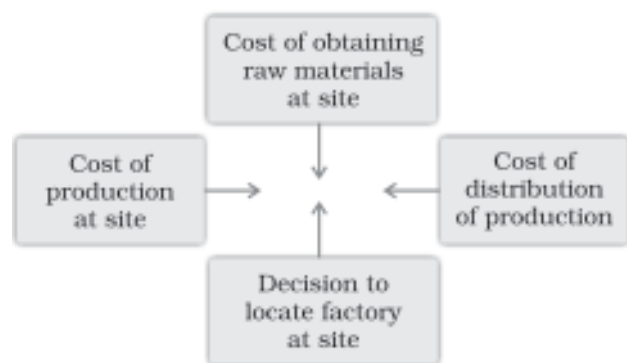 Cost of obtaining
raw materials
at site
Cost of
production
at site
Cost of
distribution
of production
Decision to
locate factory
at site